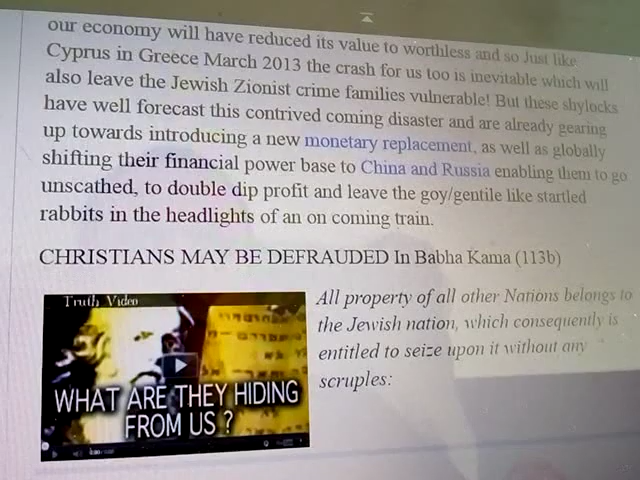 our economy will have reduced its value to worthless and so Just like
Cyprus in Greece March 2013 the crash for us too is inevitable which will
also leave the Jewish Zionist crime families vulnerable! But these shylocks
have well forecast this contrived coming disaster and are already gearing
up towards introducing a new monetary replacement, as well as globally
shifting their financial power base to China and Russia enabling them to go
unscathed, to double dip profit and leave the goy/gentile like startled
rabbits in the headlights of an on coming train.
CHRISTIANS MAY BE DEFRAUDED In Babha Kama (113b)
Truth Video
WHAT ARE THEY HIDING
FROM US ?
All property of all other Nations belongs to
the Jewish nation, which consequently is
entitled to seize upon it without any
scruples: